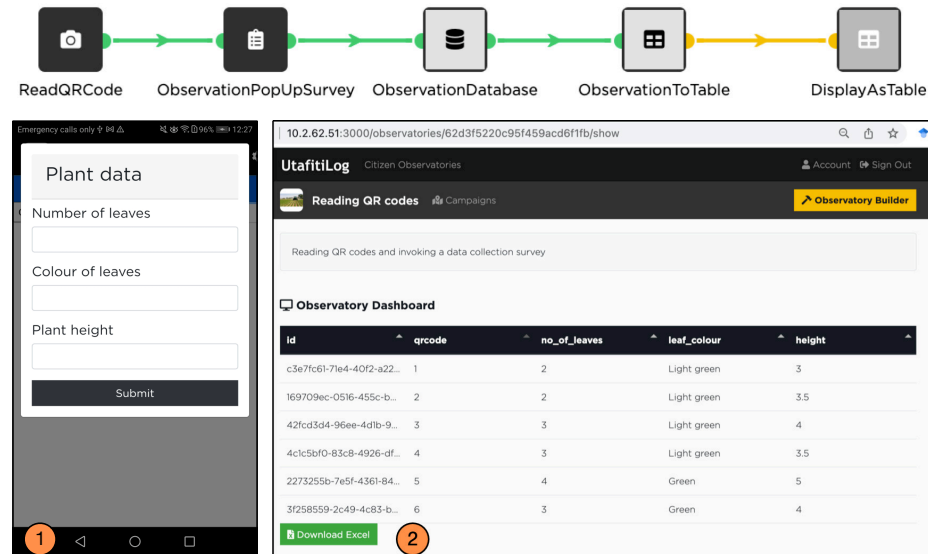 ReadQRCode ObservationPopUpSurvey ObservationDatabase ObservationToTable DisplayAsTable
Emergency calls only 96% 12:27
Plant data
Number of leaves
Colour of leaves
Plant height
Submit
1
10.2.62.51:3000/observatories/62d3f5220c95f459acd6f1fb/show
UtafitiLog Citizen Observatories Account Sign Out
Reading QR codes Campaigns Observatory Builder
Reading QR codes and invoking a data collection survey
Observatory Dashboard
id qrcode no_of_leaves leaf_colour height
c3e7fc61-71e4-40f2-a22... 1 2 Light green 3
169709ec-0516-455c-b... 2 2 Light green 3.5
42fcd3d4-96ee-4d1b-9... 3 3 Light green 4
4c1c5bf0-83c8-4926-df... 4 3 Light green 3.5
2273255b-7e5f-4361-84... 5 4 Green 5
3f258559-2c49-4c83-b... 6 3 Green 4
Download Excel
2